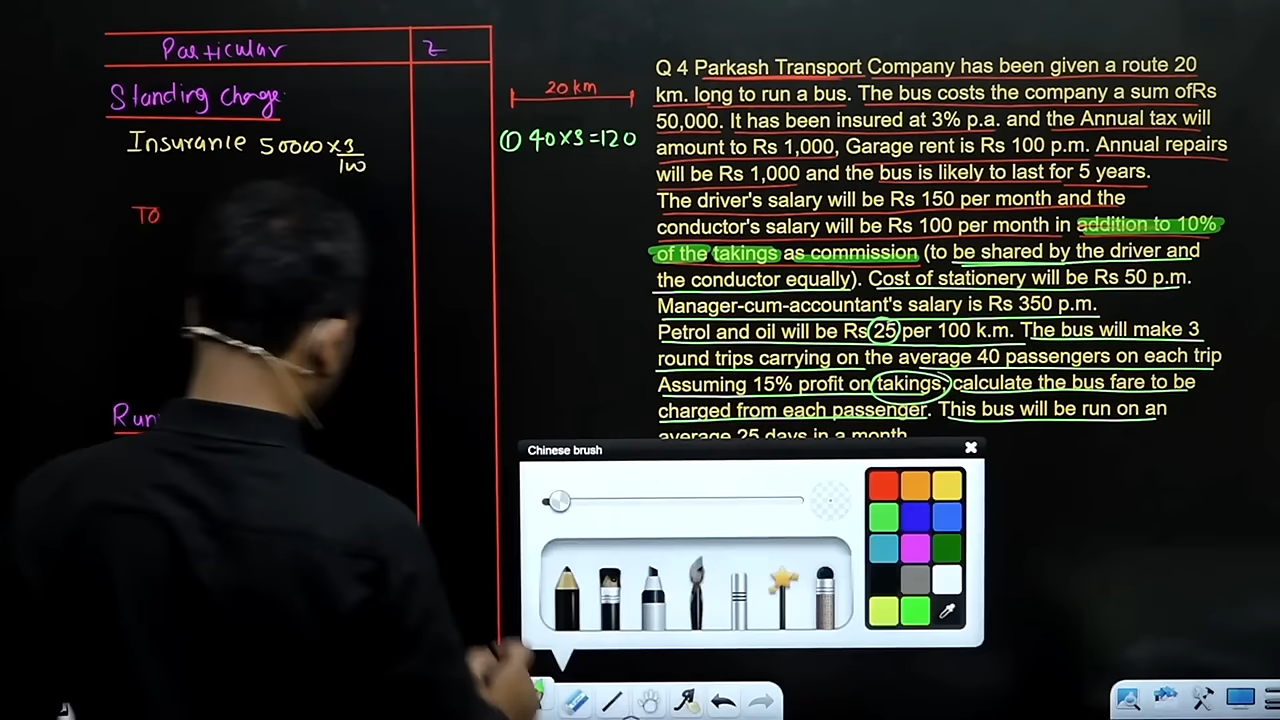 Particular ₹
Standing Charge
Insurance 50000 × 3/100
TO
Run
20 km
① 40×3=120
Q 4 Parkash Transport Company has been given a route 20
km. long to run a bus. The bus costs the company a sum ofRs
50,000. It has been insured at 3% p.a. and the Annual tax will
amount to Rs 1,000, Garage rent is Rs 100 p.m. Annual repairs
will be Rs 1,000 and the bus is likely to last for 5 years.
The driver's salary will be Rs 150 per month and the
conductor's salary will be Rs 100 per month in addition to 10%
of the takings as commission (to be shared by the driver and
the conductor equally). Cost of stationery will be Rs 50 p.m.
Manager-cum-accountant's salary is Rs 350 p.m.
Petrol and oil will be Rs 25 per 100 k.m. The bus will make 3
round trips carrying on the average 40 passengers on each trip
Assuming 15% profit on takings, calculate the bus fare to be
charged from each passenger. This bus will be run on an
average 25 days in a month.
Chinese brush